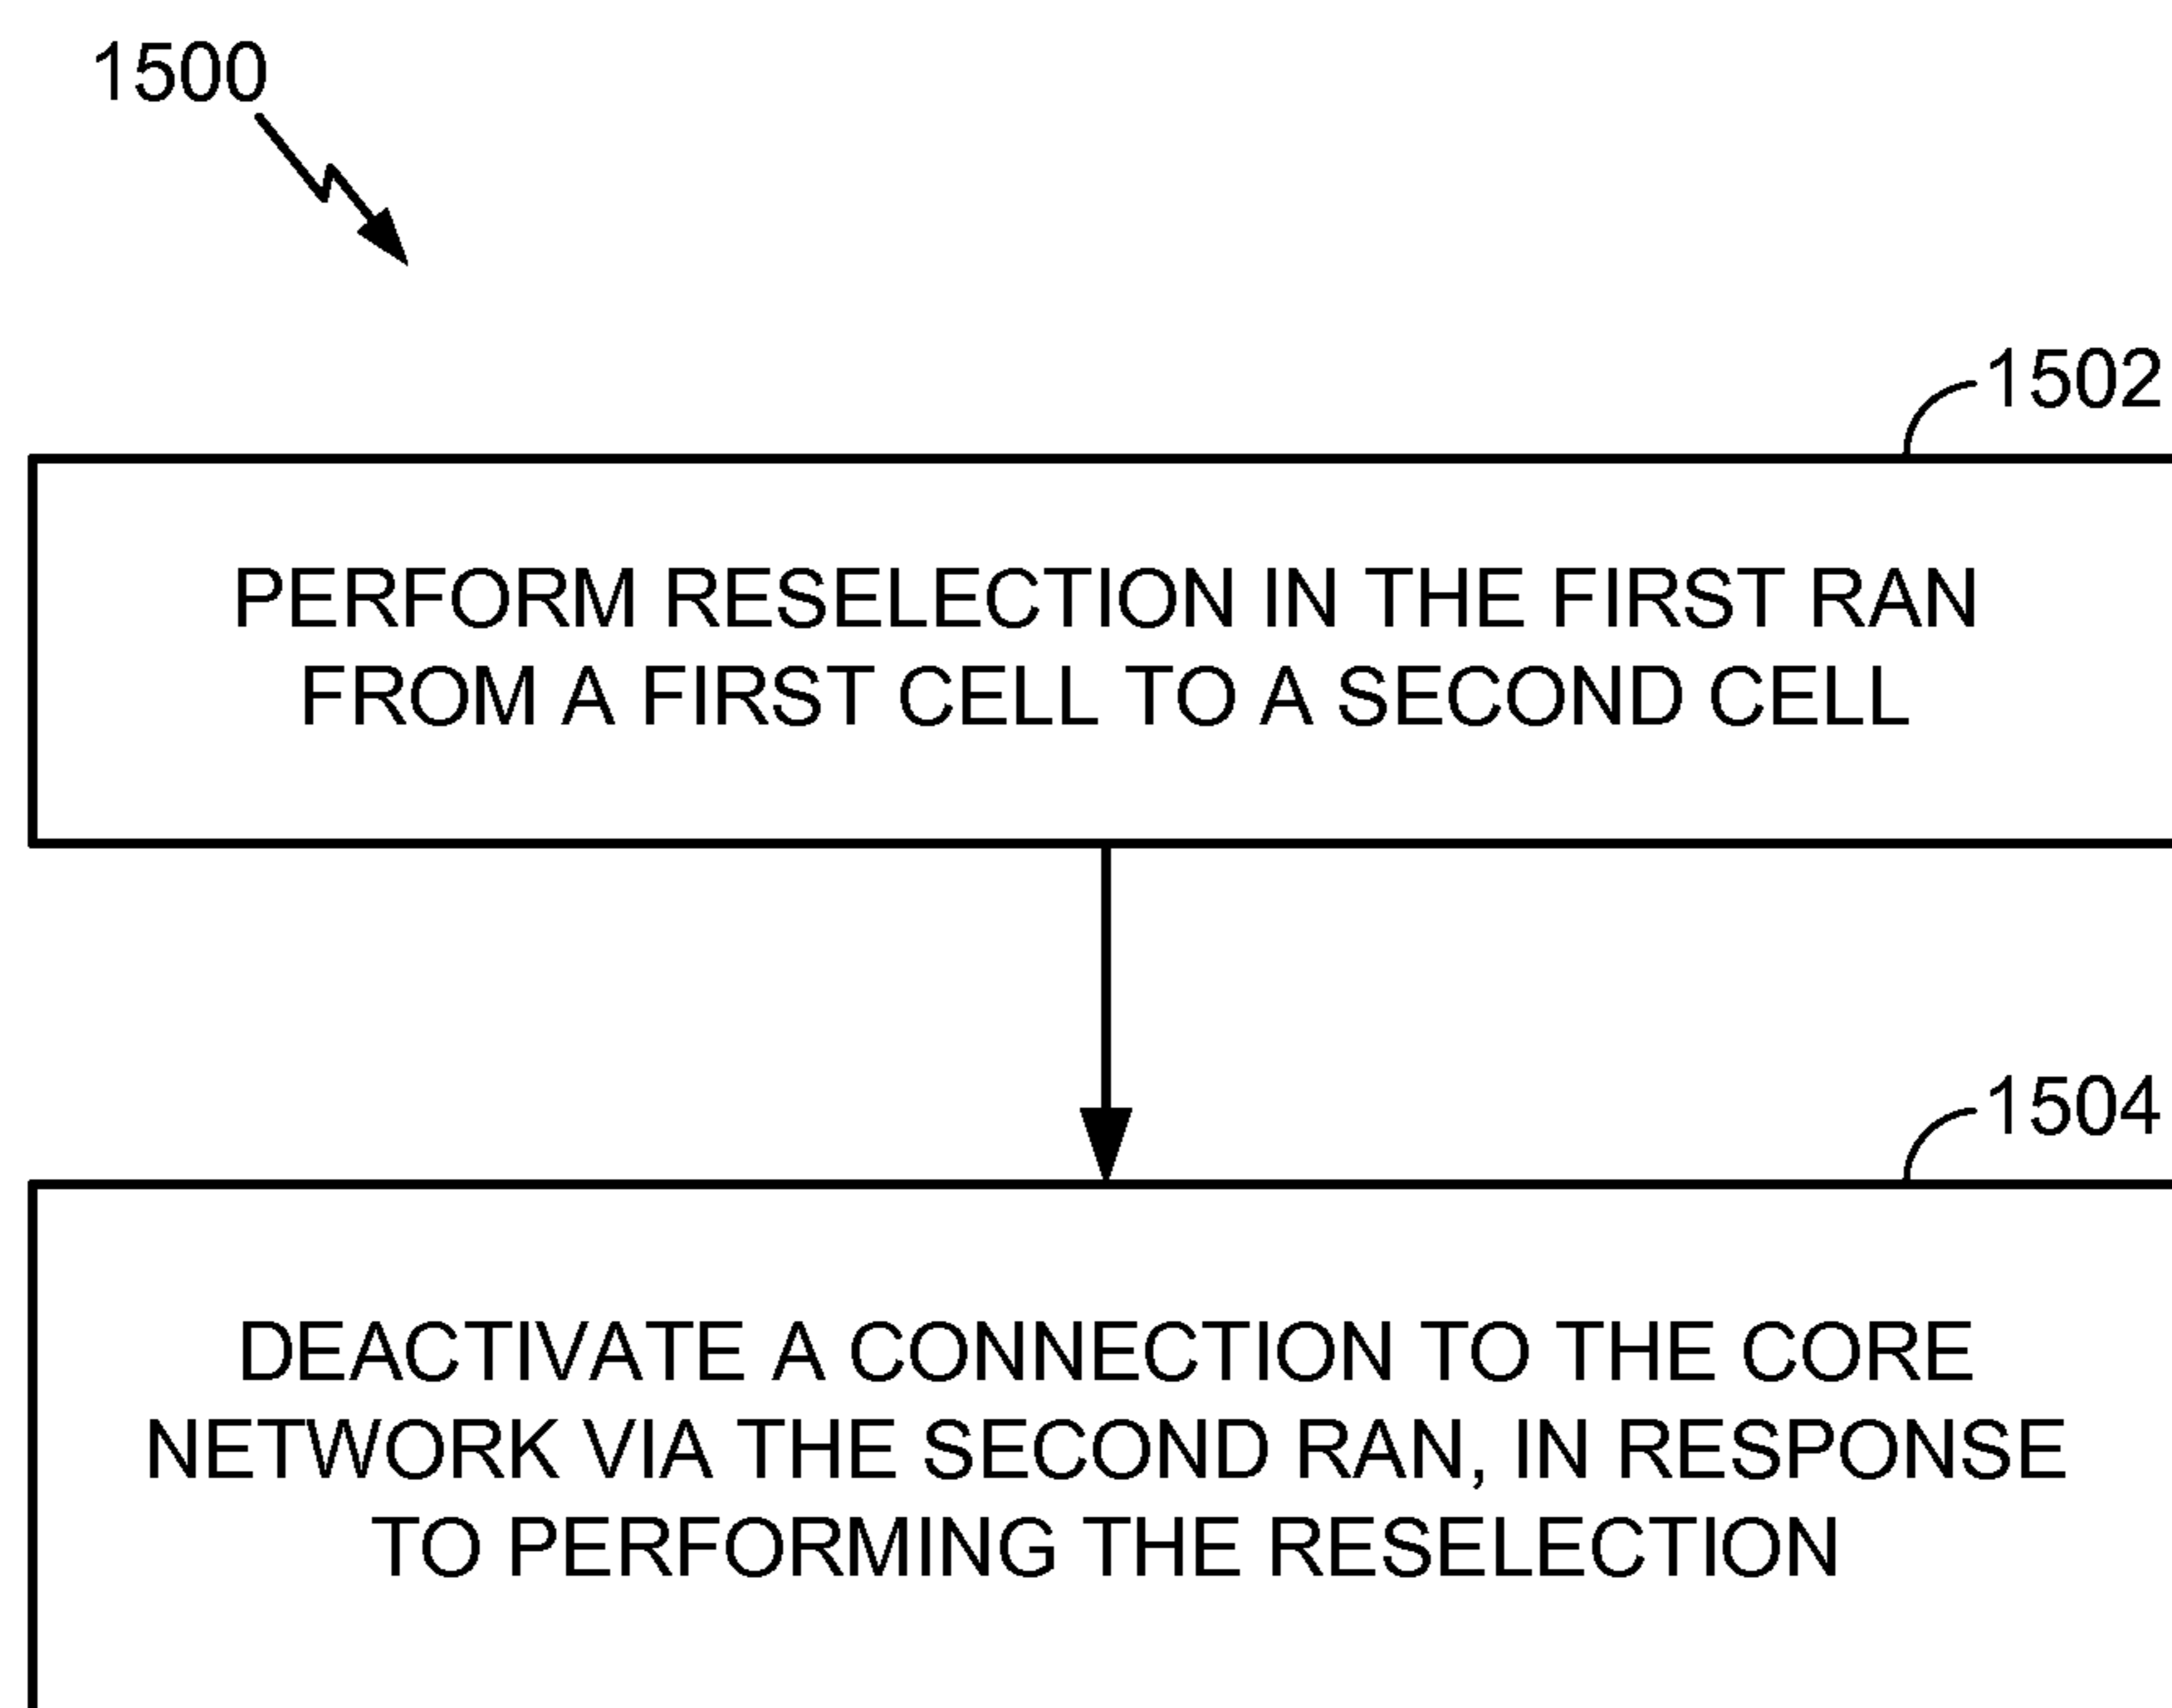 1500
1502
PERFORM RESELECTION IN THE FIRST RAN
FROM A FIRST CELL TO A SECOND CELL
1504
DEACTIVATE A CONNECTION TO THE CORE
NETWORK VIA THE SECOND RAN, IN RESPONSE
TO PERFORMING THE RESELECTION